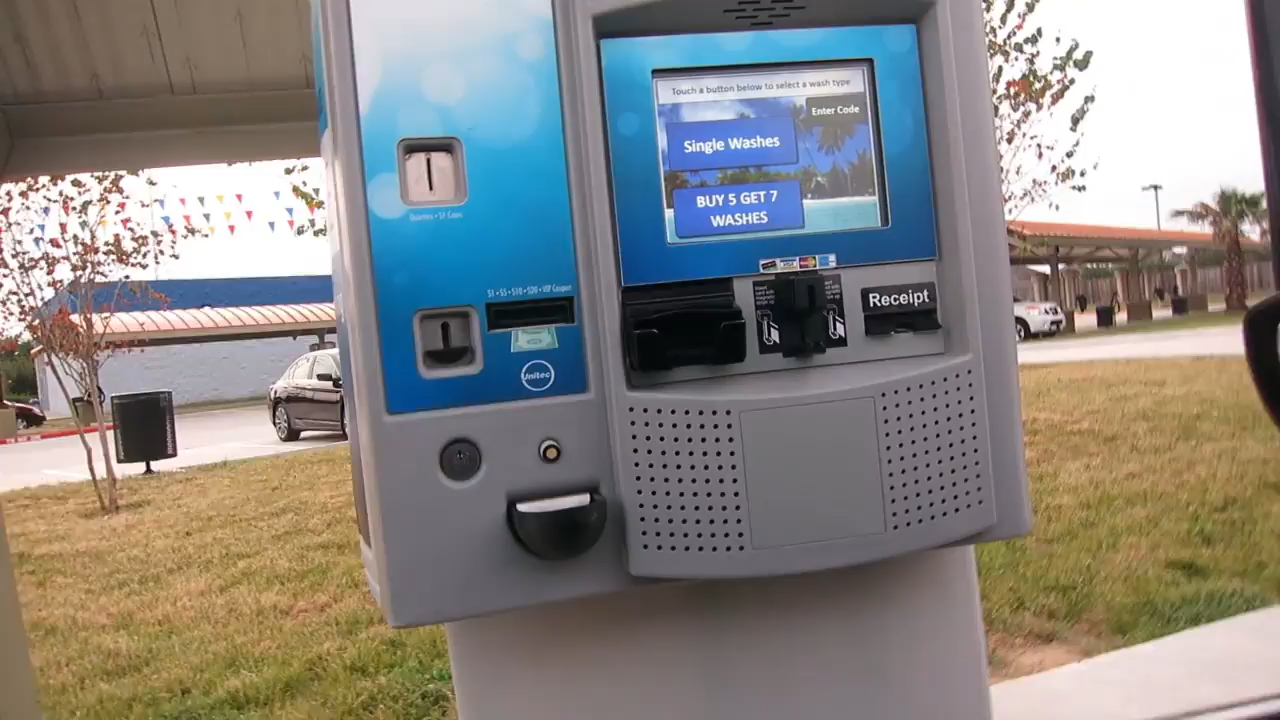 Touch a button below to select a wash type
Enter Code
Single Washes
BUY 5 GET 7
WASHES
$1 • $5 • $10 • $20 • VIP Coupon
Receipt
Unitec